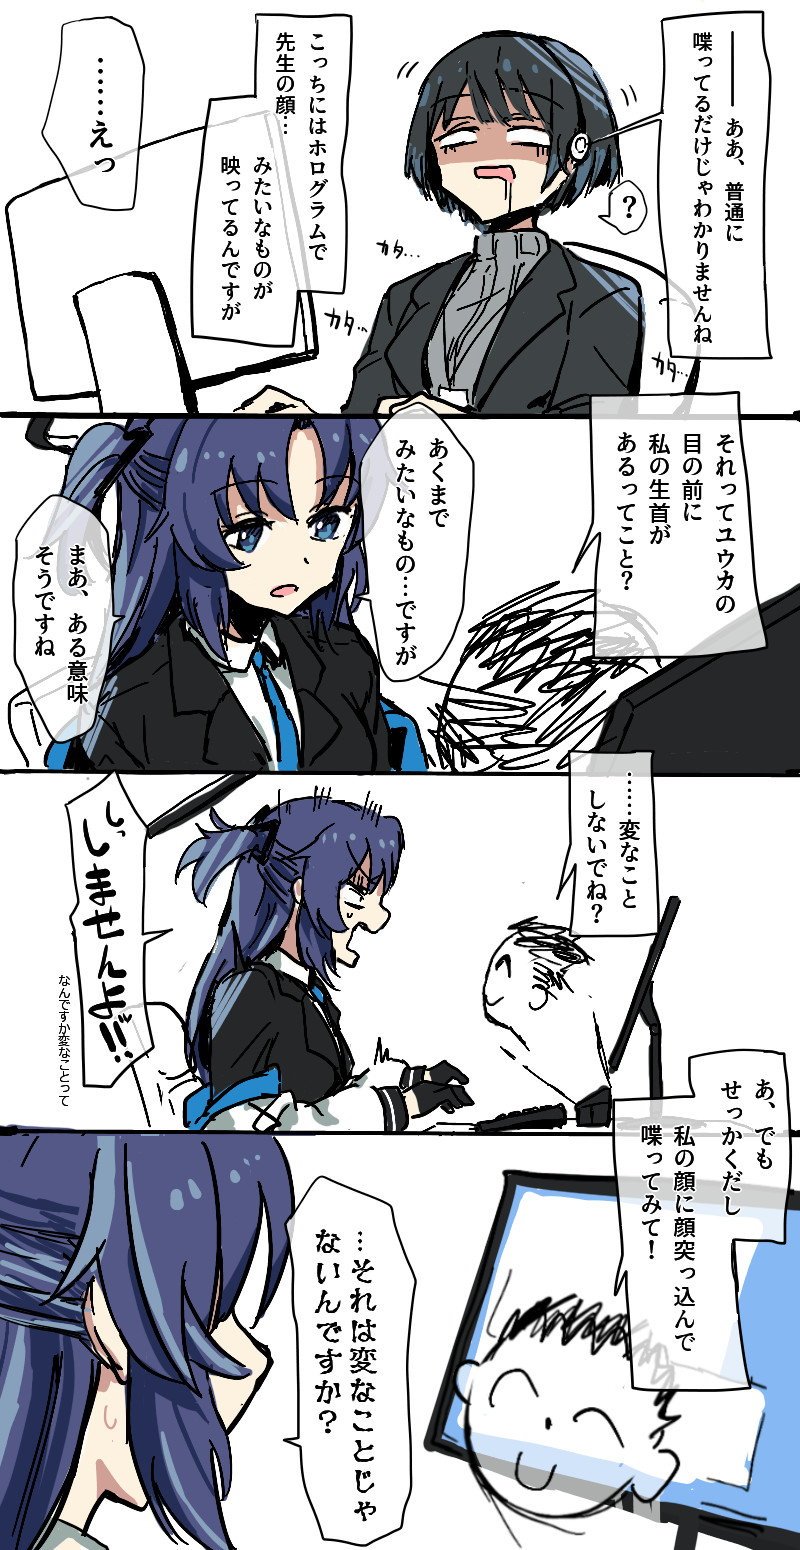 ――ああ、普通に
喋ってるだけじゃわかりませんね
？
こっちにはホログラムで
先生の顔…
みたいなものが
映ってるんですが
……えっ
カタ…
カタ…
カタ…
それってユウカの
目の前に
私の生首が
あるってこと？
あくまで
みたいなもの…ですが
まあ、ある意味
そうですね
……変なこと
しないでね？
しっ
しませんよ!!
なんですか変なことって
あ、でも
せっかくだし
私の顔に顔突っ込んで
喋ってみて！
…それは変なことじゃ
ないんですか？